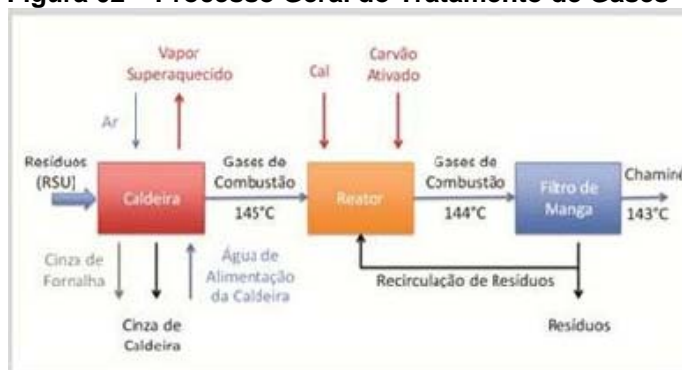 Figura 02 – Processo Geral do Tratamento de Gases
Vapor
Superaquecido
Ar
Cal
Carvão
Ativado
Resíduos
(RSU)
Caldeira
Gases de
Combustão
145°C
Reator
Gases de
Combustão
144°C
Filtro de
Manga
Chaminé
143°C
Cinza de
Fornalha
Cinza de
Caldeira
Água de
Alimentação
da Caldeira
Recirculação de Resíduos
Resíduos